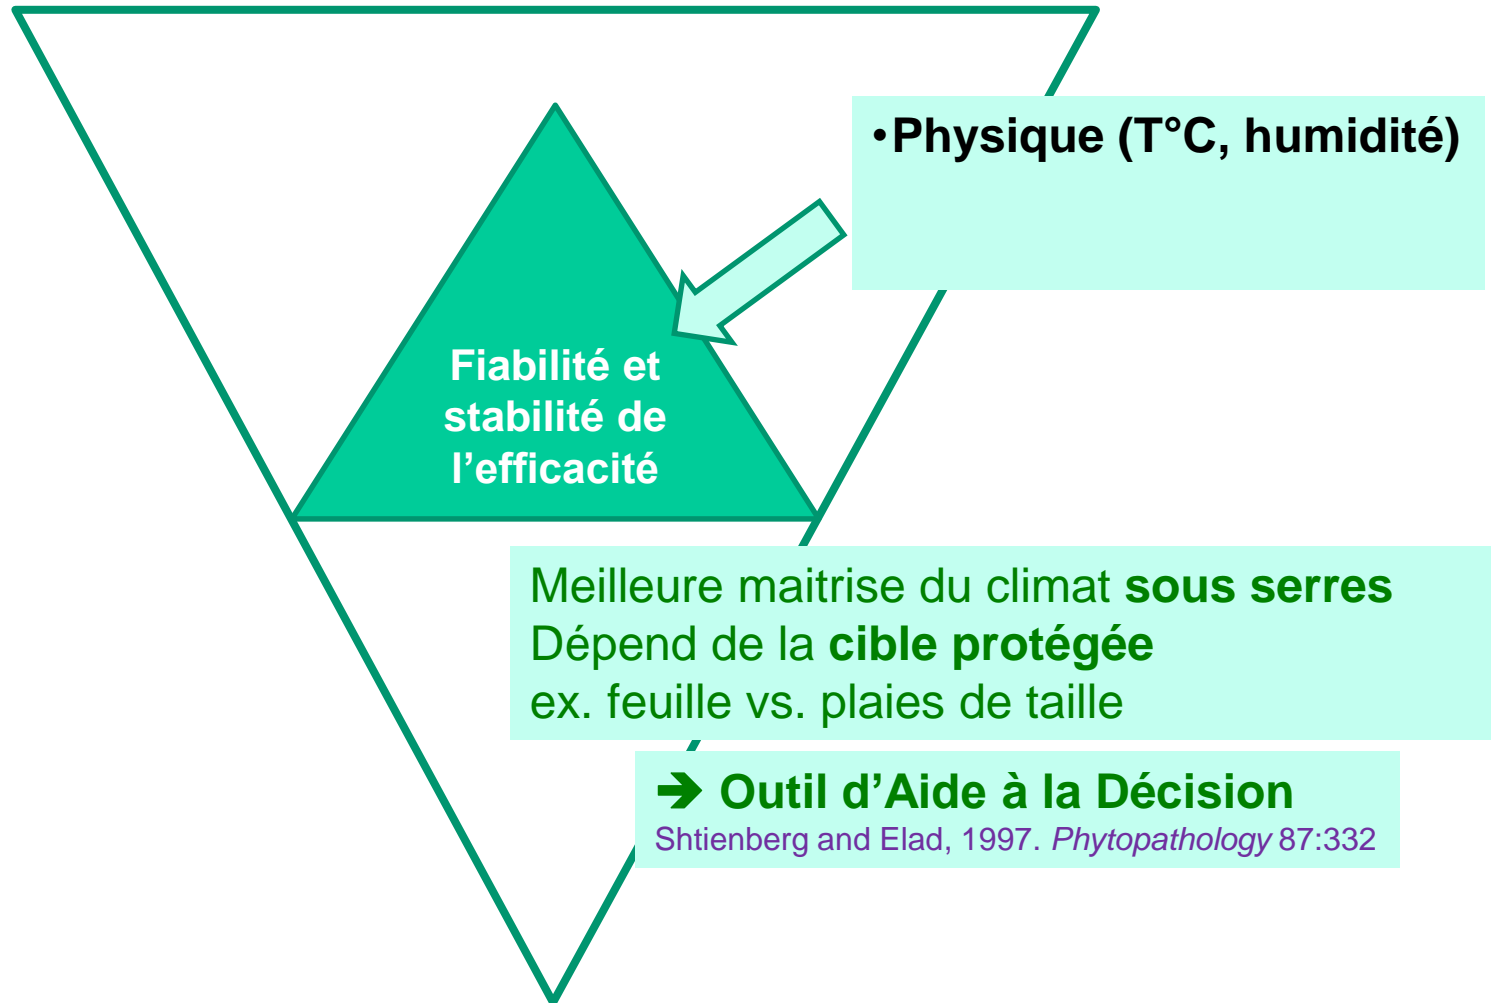 •Physique (T°C, humidité)
Fiabilité et
stabilité de
l’efficacité
Meilleure maitrise du climat sous serres
Dépend de la cible protégée
ex. feuille vs. plaies de taille
➔ Outil d’Aide à la Décision
Shtienberg and Elad, 1997. Phytopathology 87:332